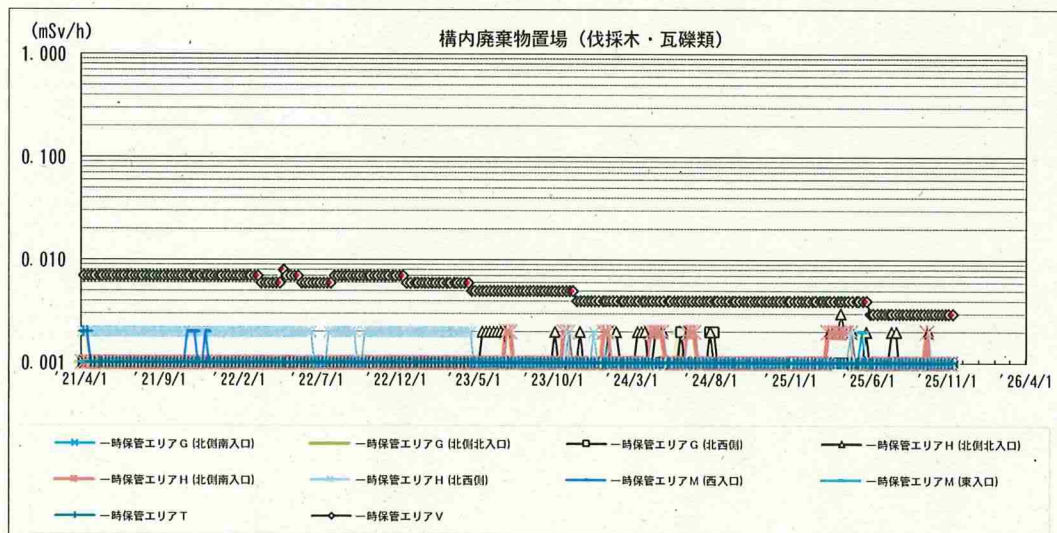 (mSv/h)
構内廃棄物置場（伐採木・瓦礫類）
1.000
0.100
0.010
0.001
'21/4/1 '21/9/1 '22/2/1 '22/7/1 '22/12/1 '23/5/1 '23/10/1 '24/3/1 '24/8/1 '25/1/1 '25/6/1 '25/11/1 '26/4/1
一時保管エリアG（北側南入口） 一時保管エリアG（北側北入口） 一時保管エリアG（北西側） 一時保管エリアH（北側北入口）
一時保管エリアH（北側南入口） 一時保管エリアH（北西側） 一時保管エリアM（西入口） 一時保管エリアM（東入口）
一時保管エリアT 一時保管エリアV